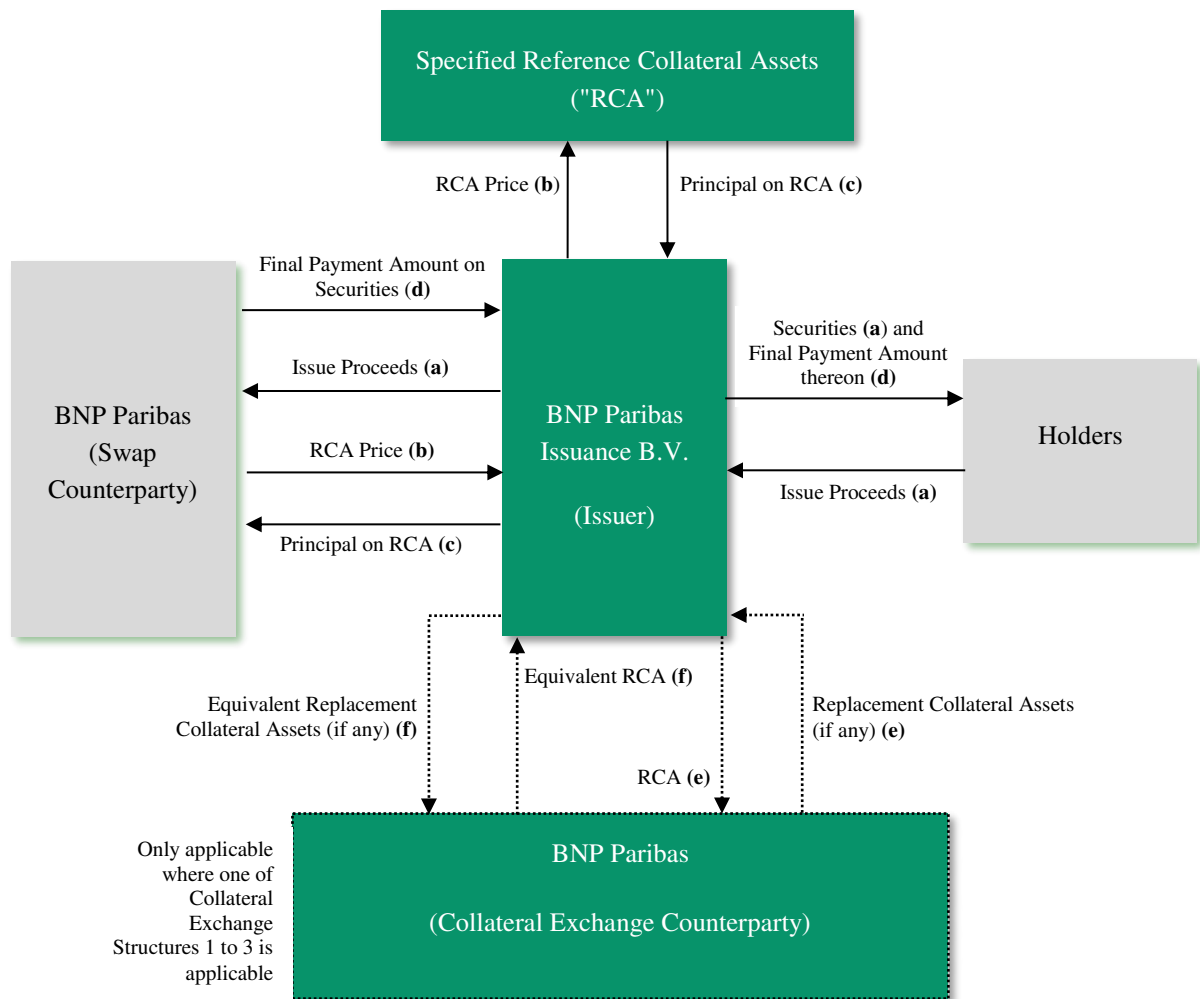 Specified Reference Collateral Assets
("RCA")
RCA Price (b)
Principal on RCA (c)
Final Payment Amount on
Securities (d)
Issue Proceeds (a)
RCA Price (b)
Principal on RCA (c)
BNP Paribas
(Swap
Counterparty)
BNP Paribas
Issuance B.V.
(Issuer)
Securities (a) and
Final Payment Amount
thereon (d)
Issue Proceeds (a)
Holders
Equivalent Replacement
Collateral Assets (if any) (f)
Equivalent RCA (f)
RCA (e)
Replacement Collateral Assets
(if any) (e)
Only applicable
where one of
Collateral
Exchange
Structures 1 to 3 is
applicable
BNP Paribas
(Collateral Exchange Counterparty)